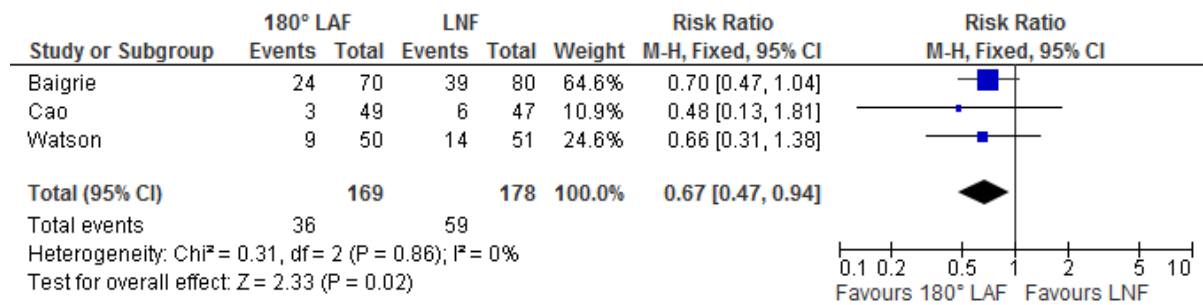 180° LAF LNF Risk Ratio Risk Ratio
Study or Subgroup Events Total Events Total Weight M-H, Fixed, 95% CI M-H, Fixed, 95% CI
Baigrie 24 70 39 80 64.6% 0.70 [0.47, 1.04]
Cao 3 49 6 47 10.9% 0.48 [0.13, 1.81]
Watson 9 50 14 51 24.6% 0.66 [0.31, 1.38]
Total (95% CI) 169 178 100.0% 0.67 [0.47, 0.94]
Total events 36 59
Heterogeneity: Chi² = 0.31, df = 2 (P = 0.86); I² = 0%
Test for overall effect: Z = 2.33 (P = 0.02)
0.1 0.2 0.5 1 2 5 10
Favours 180° LAF Favours LNF